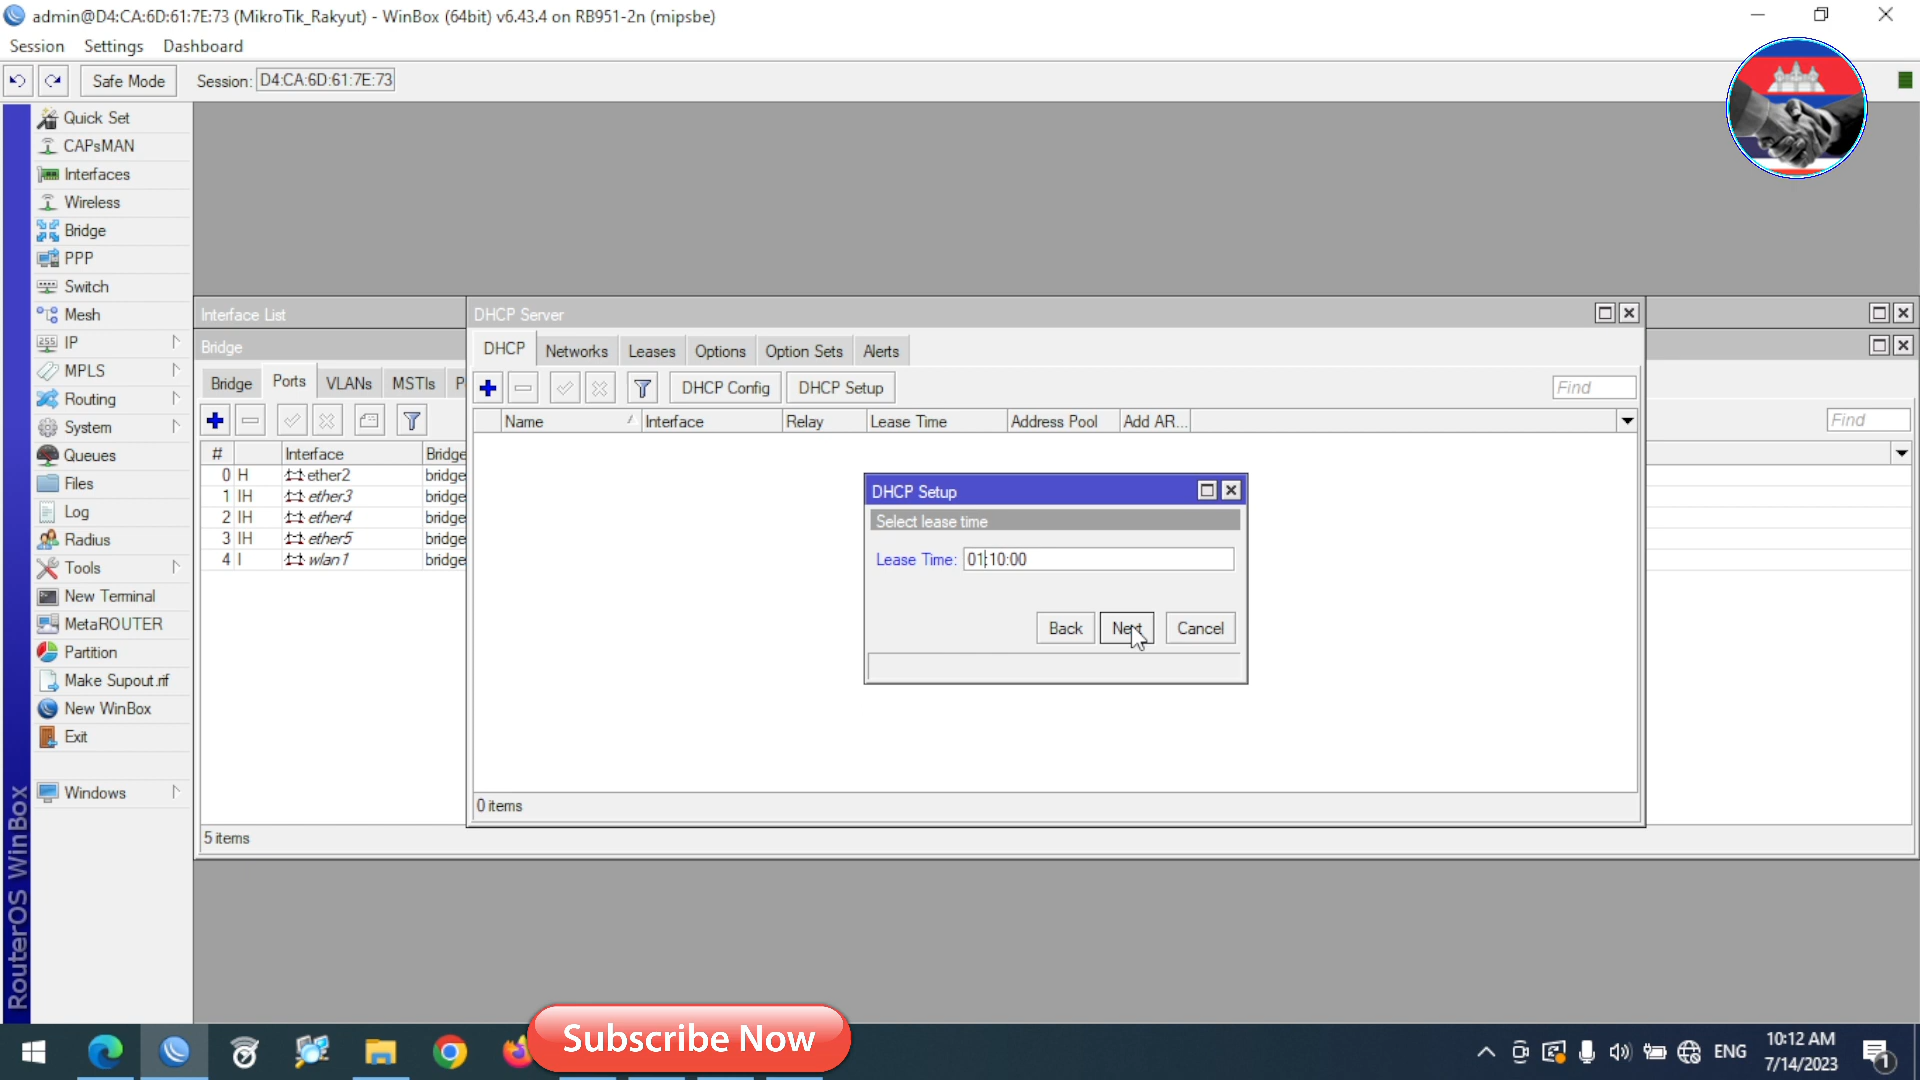 admin@D4:CA:6D:61:7E:73 (MikroTik_Rakyut) - WinBox (64bit) v6.43.4 on RB951-2n (mipsbe)
Session Settings Dashboard
Safe Mode Session: D4:CA:6D:61:7E:73
Quick Set
CAPsMAN
Interfaces
Wireless
Bridge
PPP
Switch
Mesh
IP
MPLS
Routing
System
Queues
Files
Log
Radius
Tools
New Terminal
MetaROUTER
Partition
Make Supout.rif
New WinBox
Exit
Windows
RouterOS WinBox
Interface List
Bridge
Bridge Ports VLANs MSTIs P
# Interface Bridge
0 H ether2 bridge
1 IH ether3 bridge
2 IH ether4 bridge
3 IH ether5 bridge
4 I wlan1 bridge
5 items
DHCP Server
DHCP Networks Leases Options Option Sets Alerts
DHCP Config DHCP Setup Find
Name Interface Relay Lease Time Address Pool Add AR...
DHCP Setup
Select lease time
Lease Time: 01:10:00
Back Next Cancel
0 items
Find
Subscribe Now
ENG
10:12 AM
7/14/2023
1